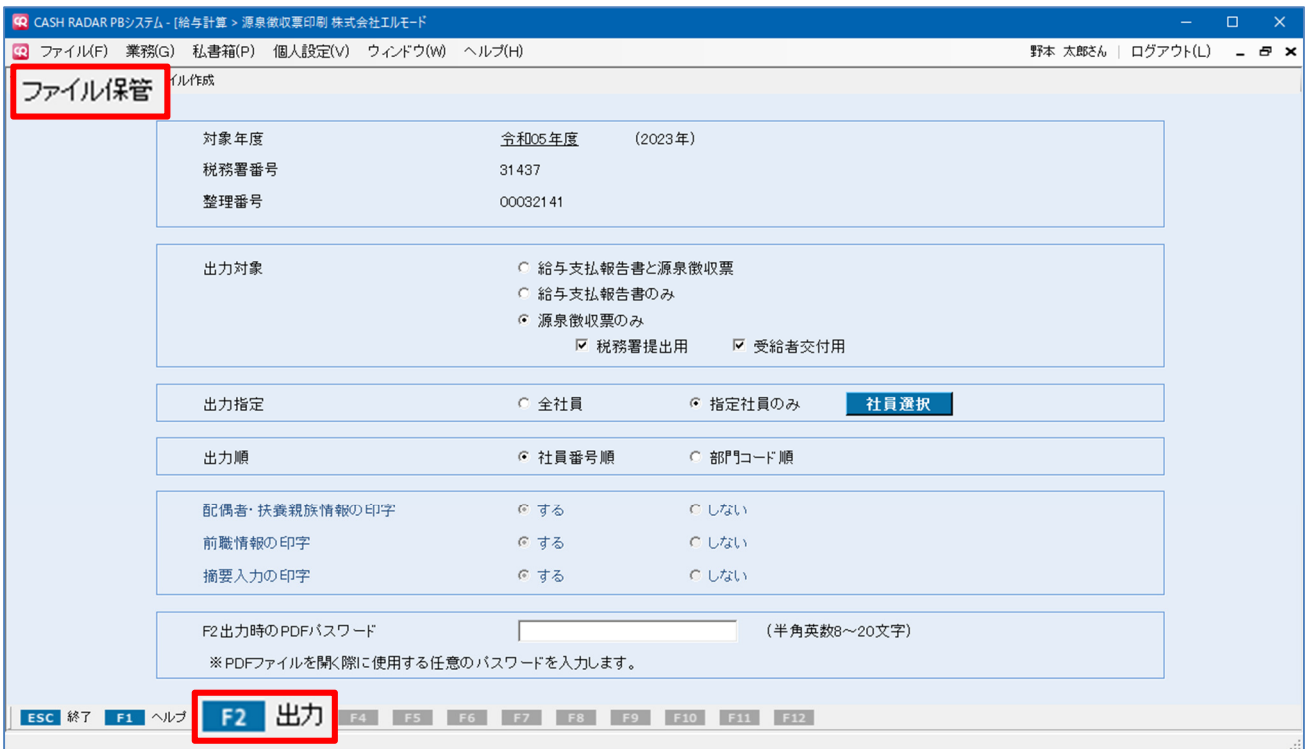 CASH RADAR PBシステム - [給与計算 > 源泉徴収票印刷 株式会社エルモード
ファイル(F) 業務(G) 私書箱(P) 個人設定(V) ウィンドウ(W) ヘルプ(H) 野本 太郎さん ログアウト(L)
ファイル保管 イル作成
対象年度 令和05年度 (2023年)
税務署番号 31437
整理番号 00032141
出力対象 給与支払報告書と源泉徴収票
給与支払報告書のみ
源泉徴収票のみ
税務署提出用 受給者交付用
出力指定 全社員 指定社員のみ 社員選択
出力順 社員番号順 部門コード順
配偶者・扶養親族情報の印字 する しない
前職情報の印字 する しない
摘要入力の印字 する しない
F2出力時のPDFパスワード (半角英数8～20文字)
※PDFファイルを開く際に使用する任意のパスワードを入力します。
ESC 終了 F1 ヘルプ F2 出力 F4 F5 F6 F7 F8 F9 F10 F11 F12